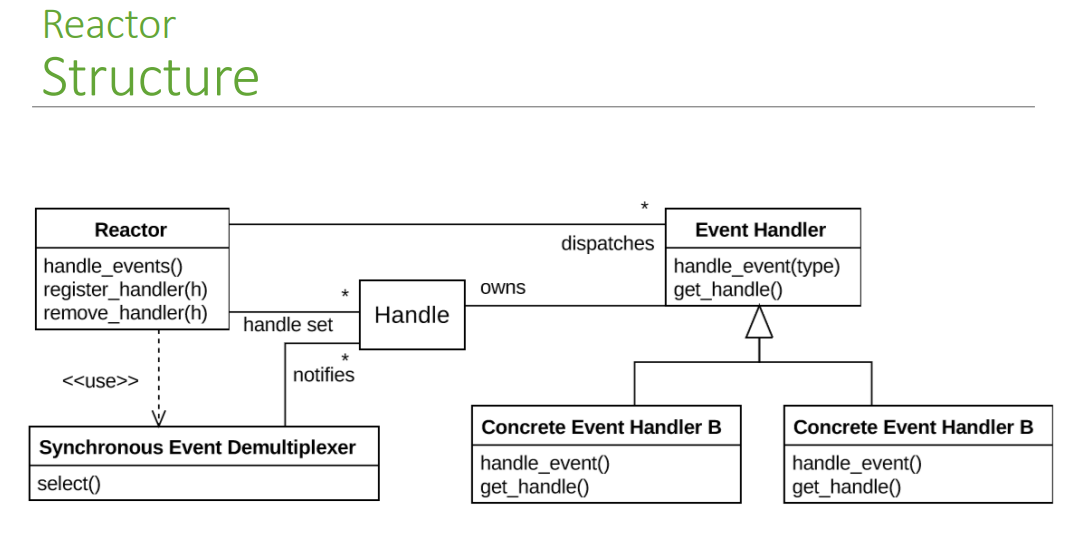 Reactor
Structure
Reactor
handle_events()
register_handler(h)
remove_handler(h)
*
dispatches
Event Handler
handle_event(type)
get_handle()
*
handle set
Handle
owns
*
notifies
<<use>>
Synchronous Event Demultiplexer
select()
Concrete Event Handler B
handle_event()
get_handle()
Concrete Event Handler B
handle_event()
get_handle()